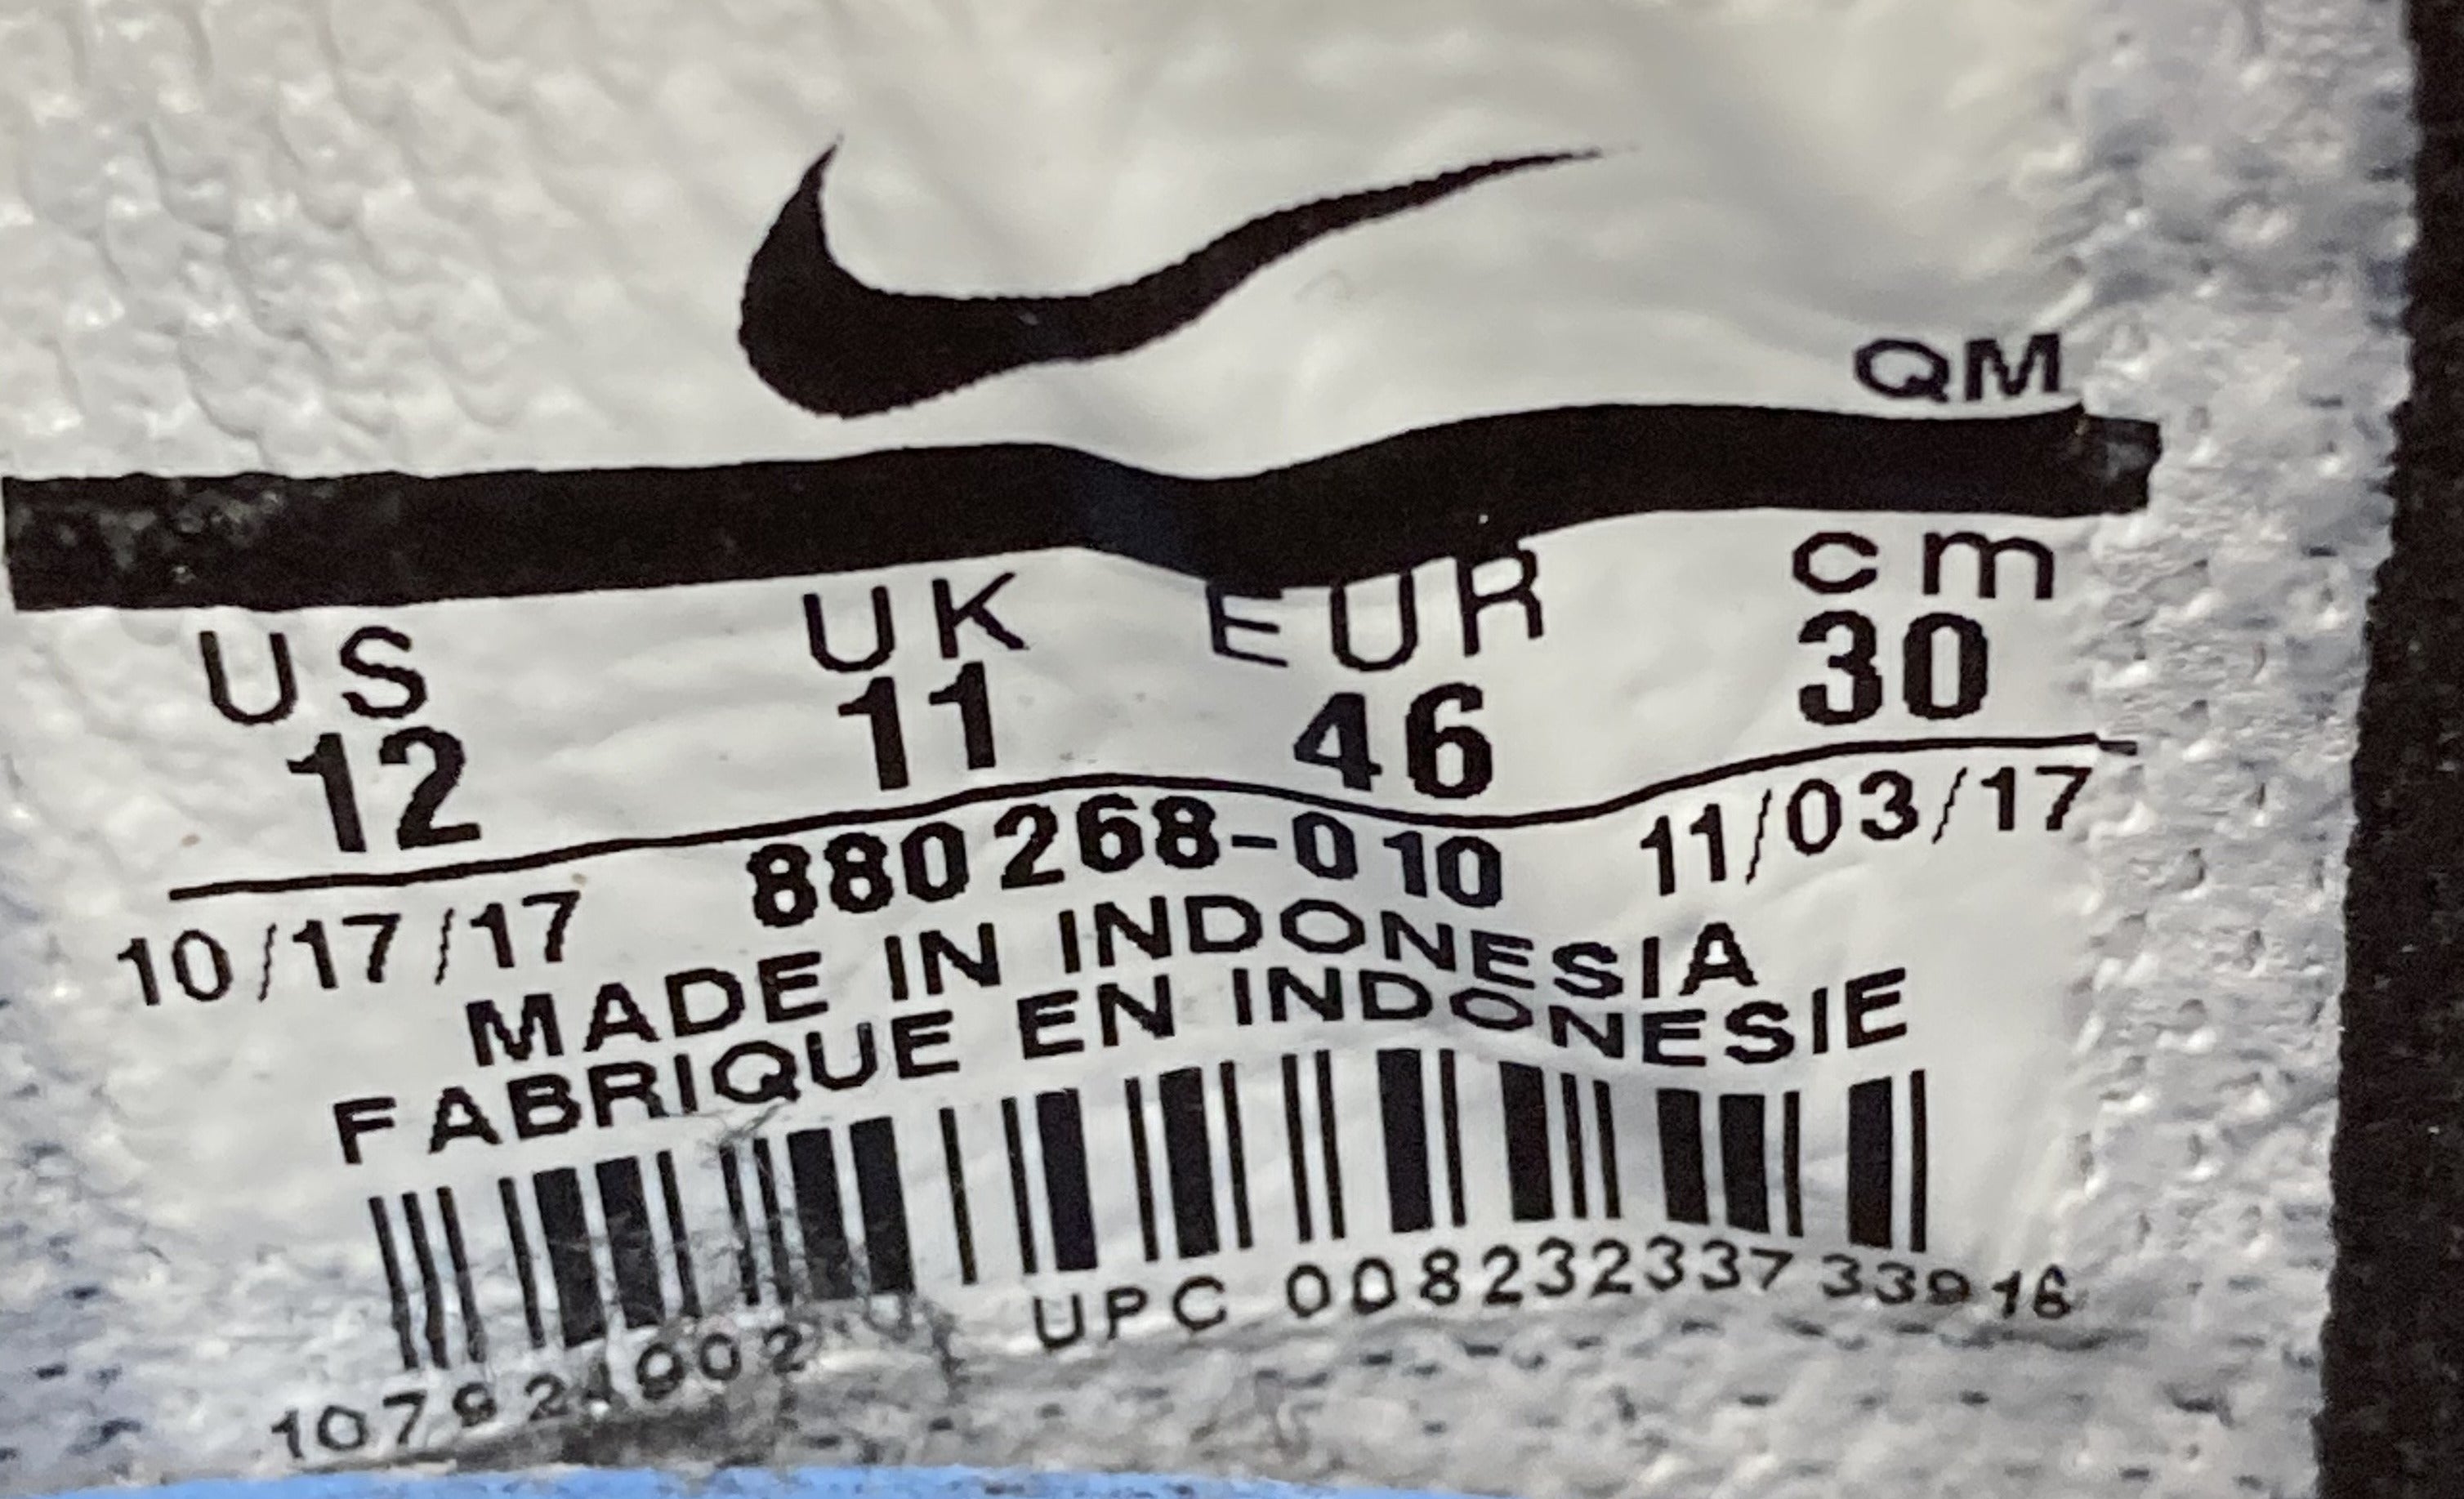 QM
US UK EUR cm
12 11 46 30
10/17/17 880268-010 11/03/17
MADE IN INDONESIA
FABRIQUE EN INDONESIE
UPC 00823233733916